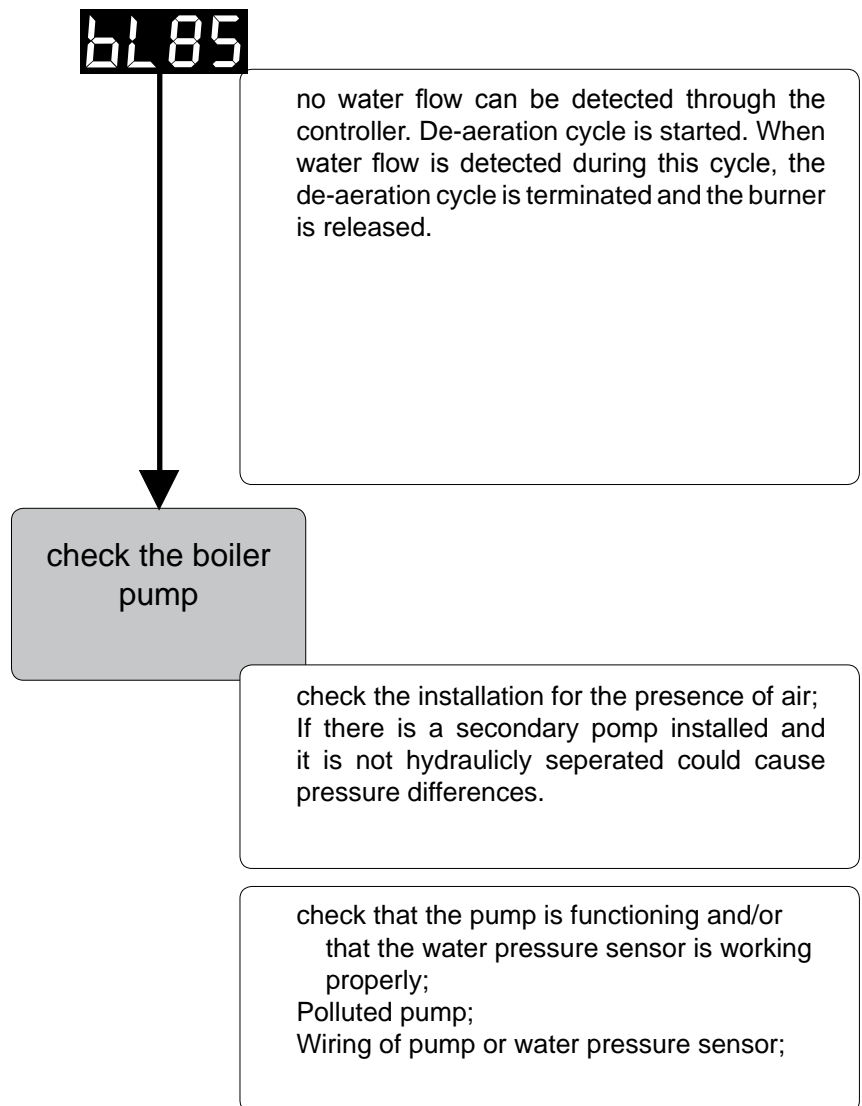 bL85
no water flow can be detected through the
controller. De-aeration cycle is started. When
water flow is detected during this cycle, the
de-aeration cycle is terminated and the burner
is released.
check the boiler
pump
check the installation for the presence of air;
If there is a secondary pomp installed and
it is not hydraulicly seperated could cause
pressure differences.
check that the pump is functioning and/or
that the water pressure sensor is working
properly;
Polluted pump;
Wiring of pump or water pressure sensor;